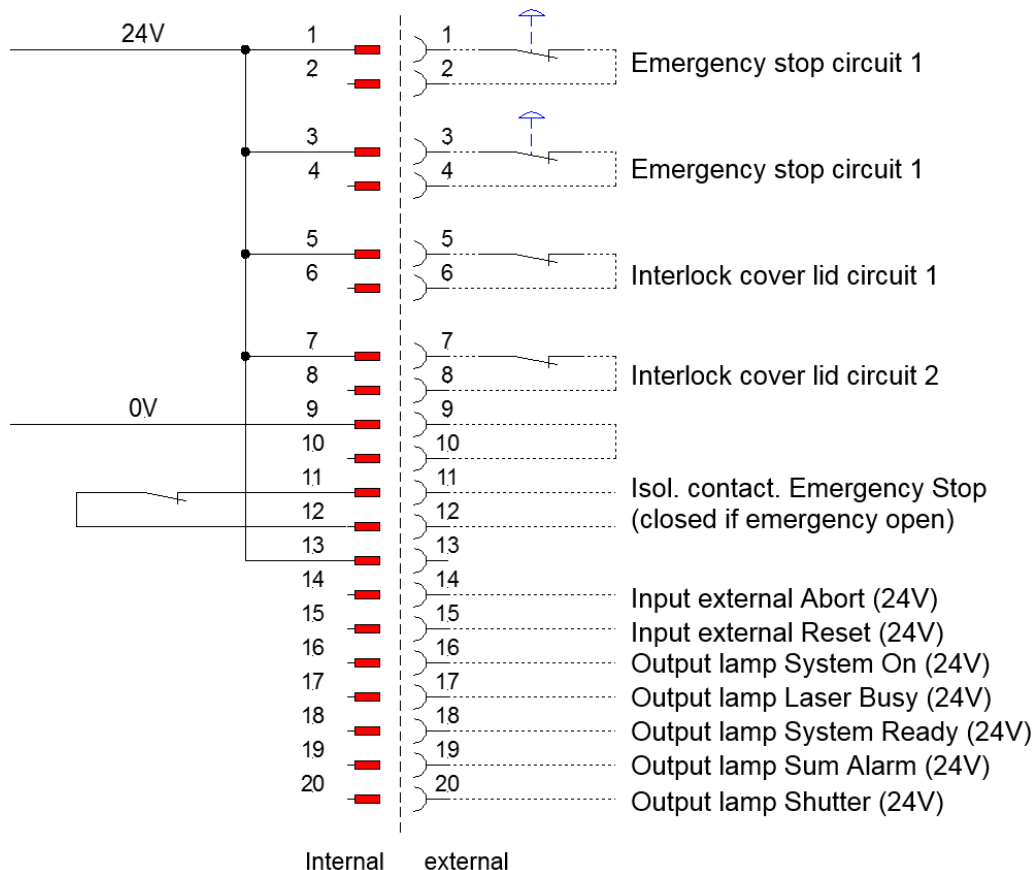 24V 1 1
2 2 Emergency stop circuit 1
3 3
4 4 Emergency stop circuit 1
5 5
6 6 Interlock cover lid circuit 1
7 7
8 8 Interlock cover lid circuit 2
0V 9 9
10 10
11 11 Isol. contact. Emergency Stop
12 12 (closed if emergency open)
13 13
14 14 Input external Abort (24V)
15 15 Input external Reset (24V)
16 16 Output lamp System On (24V)
17 17 Output lamp Laser Busy (24V)
18 18 Output lamp System Ready (24V)
19 19 Output lamp Sum Alarm (24V)
20 20 Output lamp Shutter (24V)
Internal external